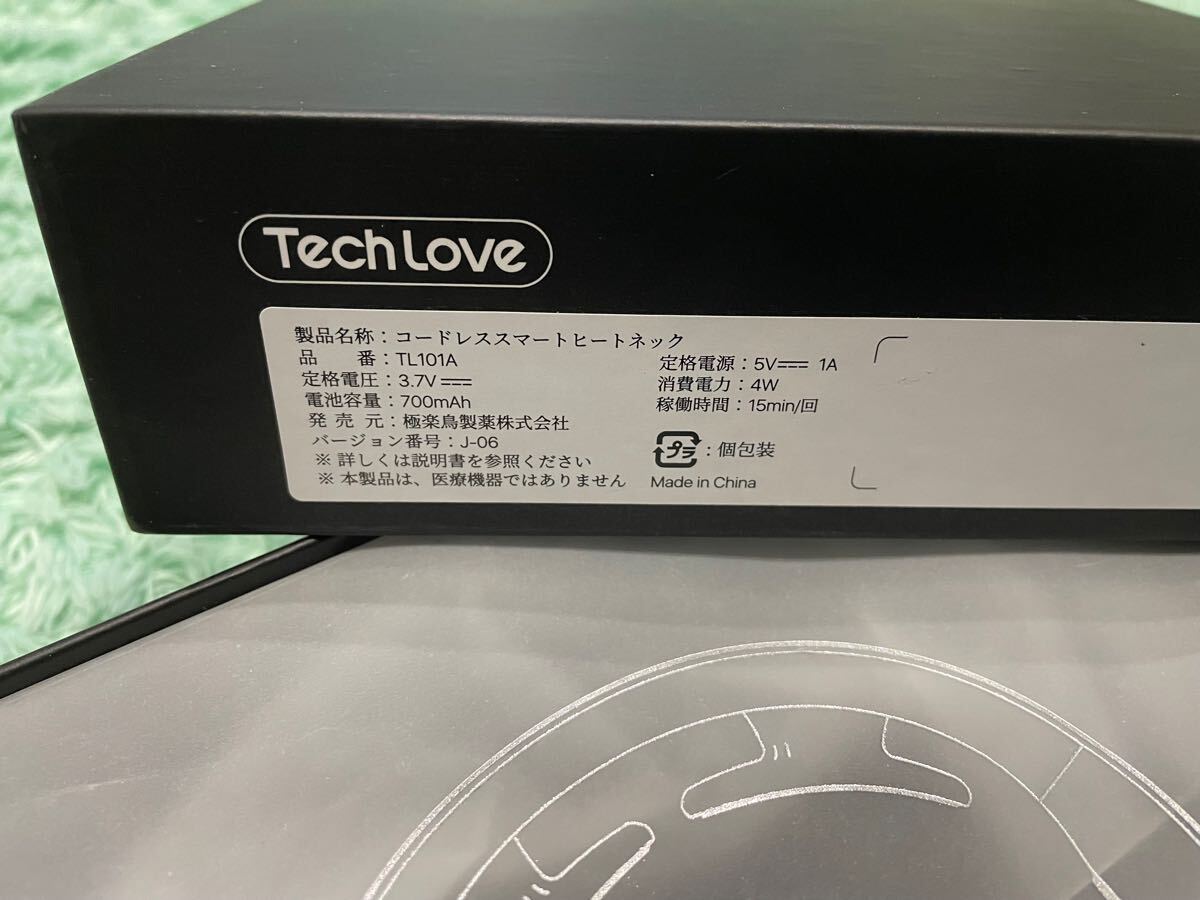 Tech Love
製品名称：コードレススマートヒートネック
品　　番：TL101A
定格電圧：3.7V⎓
電池容量：700mAh
発 売 元：極楽鳥製薬株式会社
バージョン番号：J-06
※ 詳しくは説明書を参照ください
※ 本製品は、医療機器ではありません
定格電源：5V⎓ 1A
消費電力：4W
稼働時間：15min/回
プラ：個包装
Made in China